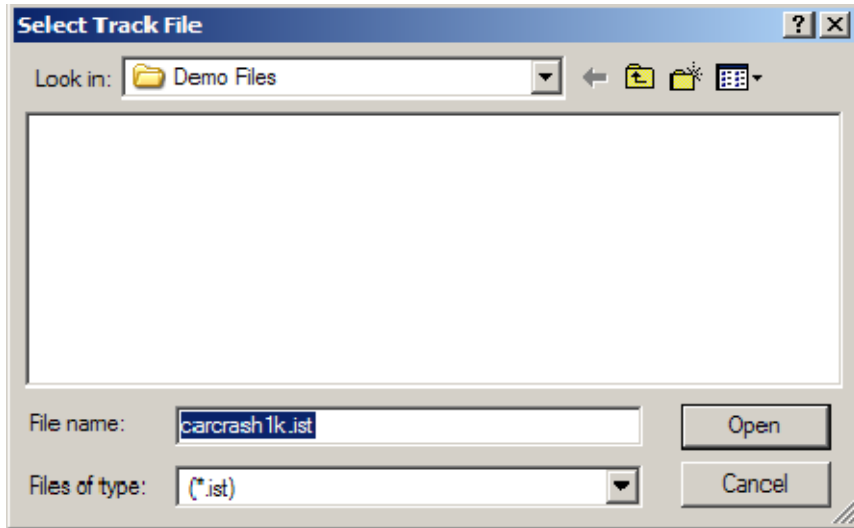 Select Track File
Look in: Demo Files
File name: carcrash1k.ist Open
Files of type: (*.ist) Cancel